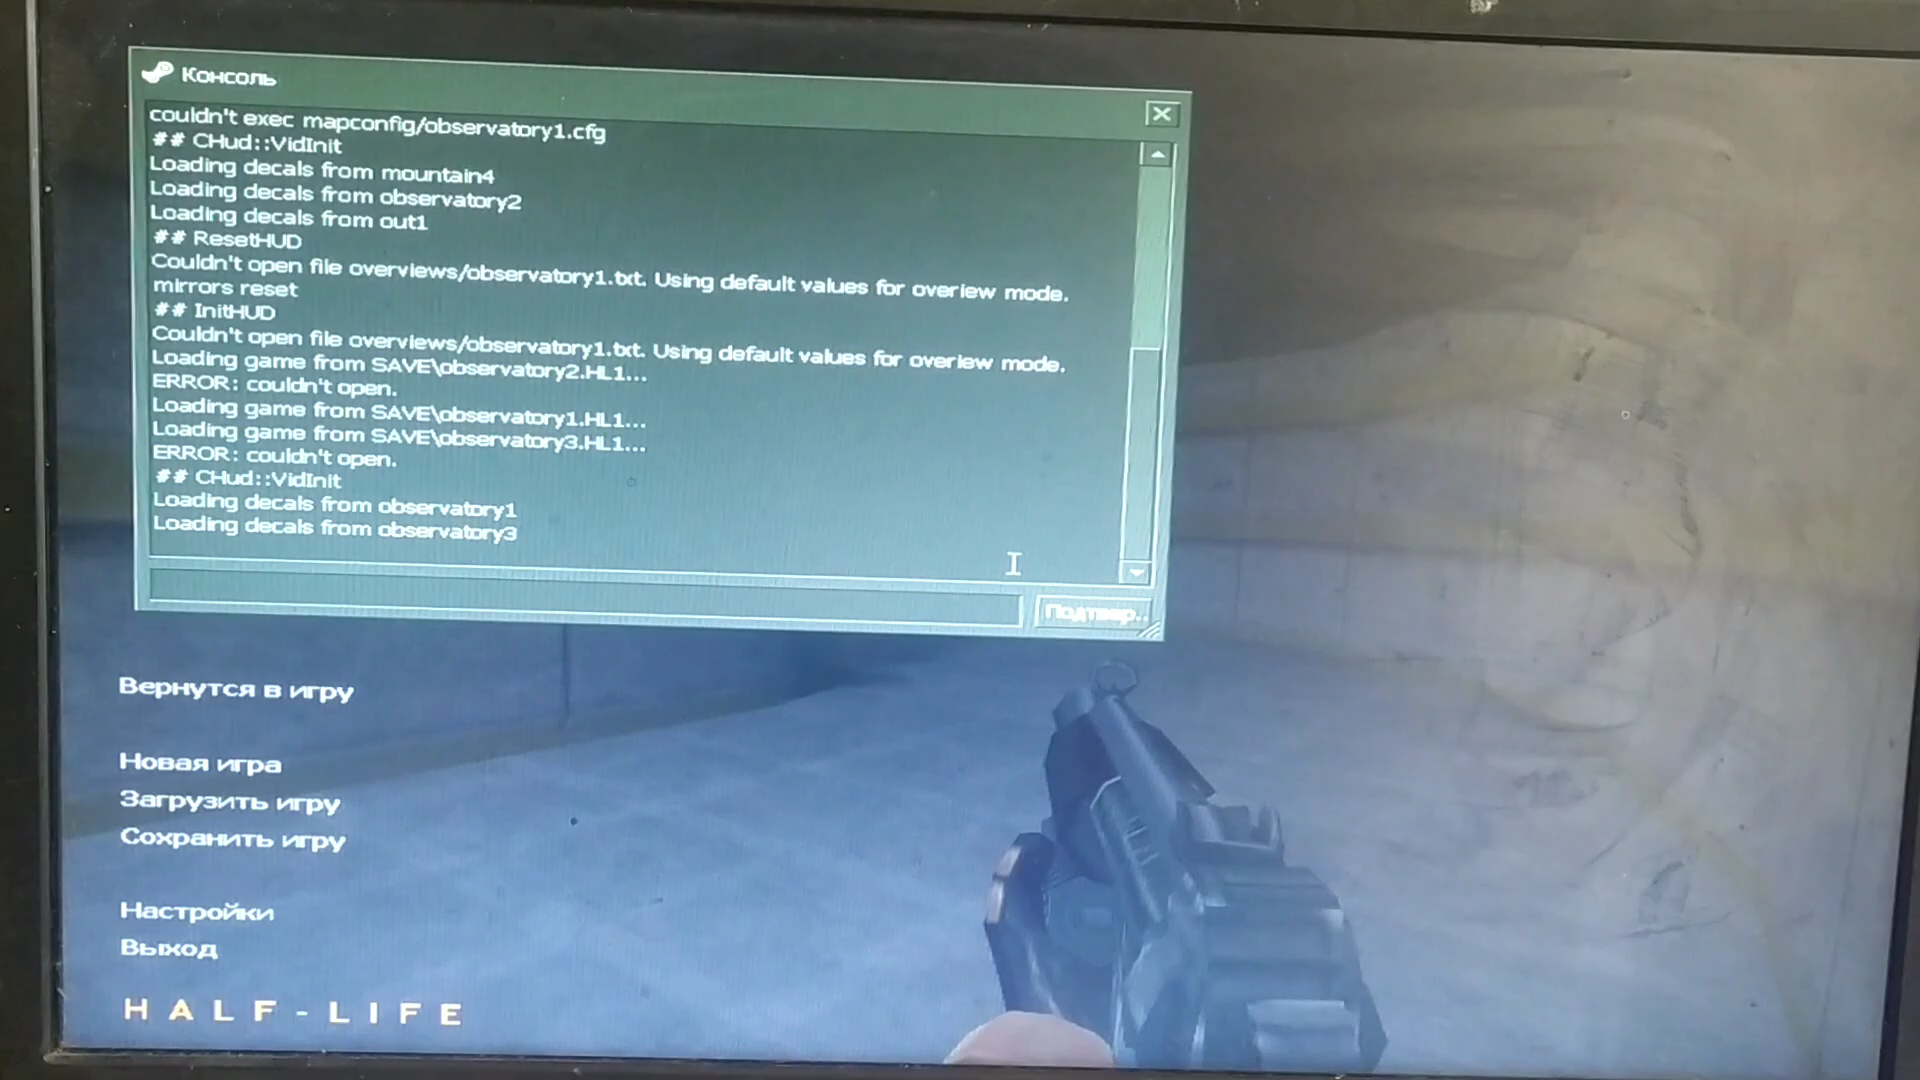 Консоль
couldn't exec mapconfig/observatory1.cfg
## CHud::VidInit
Loading decals from mountain4
Loading decals from observatory2
Loading decals from out1
## ResetHUD
Couldn't open file overviews/observatory1.txt. Using default values for overiew mode.
mirrors reset
## InitHUD
Couldn't open file overviews/observatory1.txt. Using default values for overiew mode.
Loading game from SAVE\observatory2.HL1...
ERROR: couldn't open.
Loading game from SAVE\observatory1.HL1...
Loading game from SAVE\observatory3.HL1...
ERROR: couldn't open.
## CHud::VidInit
Loading decals from observatory1
Loading decals from observatory3
Подтвер..
Вернутся в игру
Новая игра
Загрузить игру
Сохранить игру
Настройки
Выход
HALF-LIFE